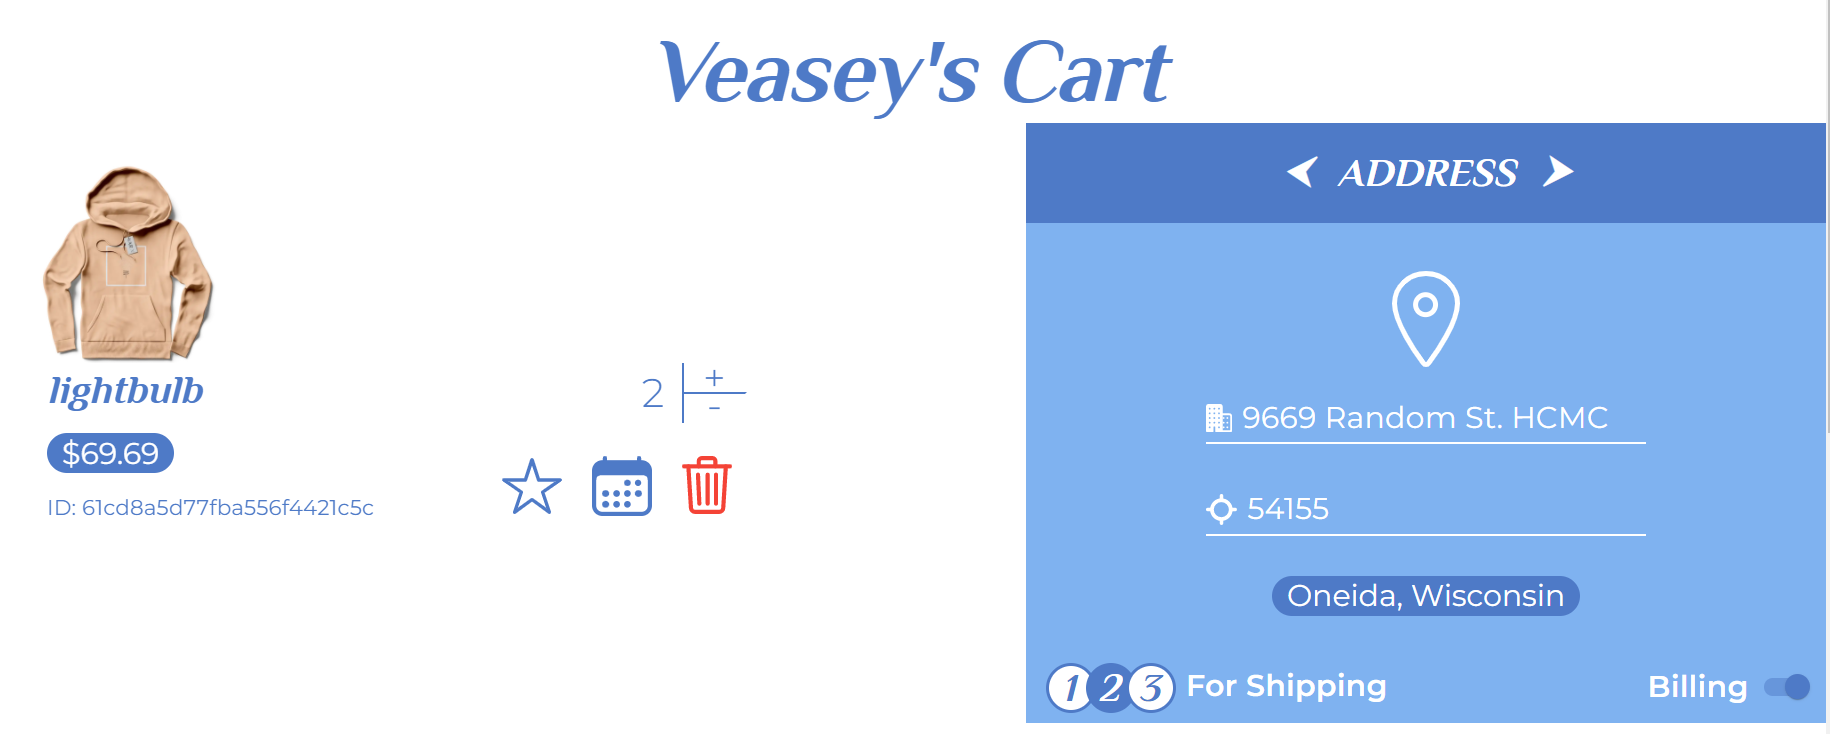 Veasey's Cart
lightbulb
$69.69
ID: 61cd8a5d77fba556f4421c5c
2
+
-
ADDRESS
9669 Random St. HCMC
54155
Oneida, Wisconsin
1 2 3 For Shipping
Billing